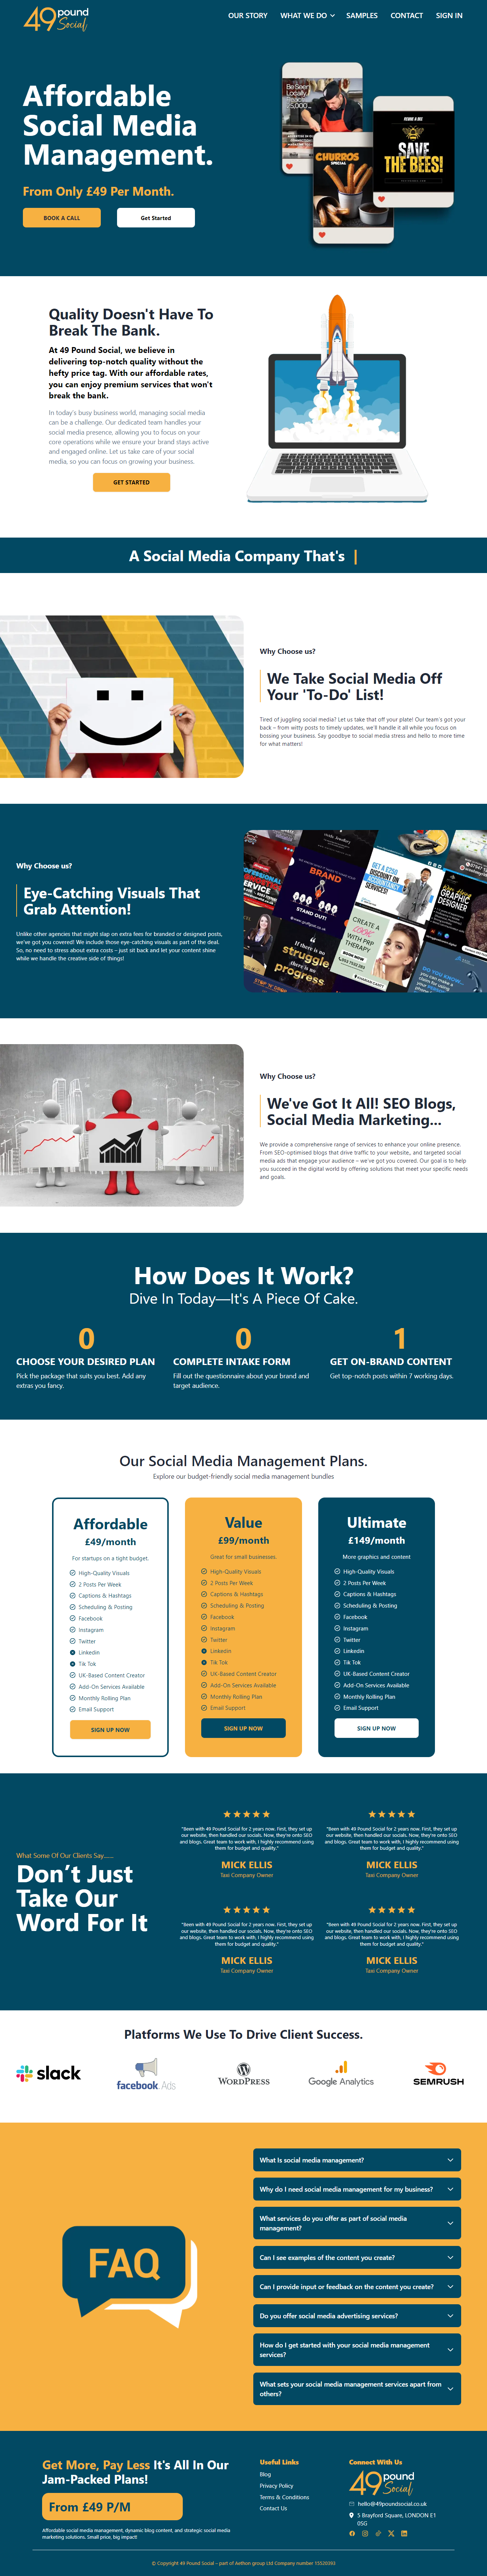 49 pound
Social
OUR STORY WHAT WE DO SAMPLES CONTACT SIGN IN
Affordable
Social Media
Management.
From Only £49 Per Month.
BOOK A CALL Get Started
Be Seen
Locally
CHURROS
SPECIAL
SAVE
THE BEES!
Quality Doesn't Have To
Break The Bank.
At 49 Pound Social, we believe in
delivering top-notch quality without the
hefty price tag. With our affordable rates,
you can enjoy premium services that won't
break the bank.
In today's busy business world, managing social media
can be a challenge. Our dedicated team handles your
social media presence, allowing you to focus on your
core operations while we ensure your brand stays active
and engaged online. Let us take care of your social
media, so you can focus on growing your business.
GET STARTED
A Social Media Company That's |
Why Choose us?
We Take Social Media Off
Your 'To-Do' List!
Tired of juggling social media? Let us take that off your plate! Our team's got your
back – from witty posts to timely updates, we'll handle it all while you focus on
bossing your business. Say goodbye to social media stress and hello to more time
for what matters!
Why Choose us?
Eye-Catching Visuals That
Grab Attention!
Unlike other agencies that might slap on extra fees for branded or designed posts,
we've got you covered! We include those eye-catching visuals as part of the deal.
So, no need to stress about extra costs – just sit back and let your content shine
while we handle the creative side of things!
BRAND
STAND OUT!
GET A £250
DISCOUNT ON
SERVICES!
GRAPHIC
DESIGNER
CREATE A
LOOK
WITH PRP
THERAPY
BOOK NOW
If there is no
struggle
there is no
progress
DO YOU KNOW...
Why Choose us?
We've Got It All! SEO Blogs,
Social Media Marketing...
We provide a comprehensive range of services to enhance your online presence.
From SEO-optimised blogs that drive traffic to your website,, and targeted social
media ads that engage your audience – we've got you covered. Our goal is to help
you succeed in the digital world by offering solutions that meet your specific needs
and goals.
How Does It Work?
Dive In Today—It's A Piece Of Cake.
0
CHOOSE YOUR DESIRED PLAN
Pick the package that suits you best. Add any
extras you fancy.
0
COMPLETE INTAKE FORM
Fill out the questionnaire about your brand and
target audience.
1
GET ON-BRAND CONTENT
Get top-notch posts within 7 working days.
Our Social Media Management Plans.
Explore our budget-friendly social media management bundles
Affordable
£49/month
For startups on a tight budget.
High-Quality Visuals
2 Posts Per Week
Captions & Hashtags
Scheduling & Posting
Facebook
Instagram
Twitter
Linkedin
Tik Tok
UK-Based Content Creator
Add-On Services Available
Monthly Rolling Plan
Email Support
SIGN UP NOW
Value
£99/month
Great for small businesses.
High-Quality Visuals
2 Posts Per Week
Captions & Hashtags
Scheduling & Posting
Facebook
Instagram
Twitter
Linkedin
Tik Tok
UK-Based Content Creator
Add-On Services Available
Monthly Rolling Plan
Email Support
SIGN UP NOW
Ultimate
£149/month
More graphics and content
High-Quality Visuals
2 Posts Per Week
Captions & Hashtags
Scheduling & Posting
Facebook
Instagram
Twitter
Linkedin
Tik Tok
UK-Based Content Creator
Add-On Services Available
Monthly Rolling Plan
Email Support
SIGN UP NOW
What Some Of Our Clients Say......
Don't Just
Take Our
Word For It
"Been with 49 Pound Social for 2 years now. First, they set up
our website, then handled our socials. Now, they're onto SEO
and blogs. Great team to work with, I highly recommend using
them for budget and quality."
MICK ELLIS
Taxi Company Owner
"Been with 49 Pound Social for 2 years now. First, they set up
our website, then handled our socials. Now, they're onto SEO
and blogs. Great team to work with, I highly recommend using
them for budget and quality."
MICK ELLIS
Taxi Company Owner
"Been with 49 Pound Social for 2 years now. First, they set up
our website, then handled our socials. Now, they're onto SEO
and blogs. Great team to work with, I highly recommend using
them for budget and quality."
MICK ELLIS
Taxi Company Owner
"Been with 49 Pound Social for 2 years now. First, they set up
our website, then handled our socials. Now, they're onto SEO
and blogs. Great team to work with, I highly recommend using
them for budget and quality."
MICK ELLIS
Taxi Company Owner
Platforms We Use To Drive Client Success.
slack
facebook Ads
WORDPRESS
Google Analytics
SEMRUSH
FAQ
What Is social media management?
Why do I need social media management for my business?
What services do you offer as part of social media
management?
Can I see examples of the content you create?
Can I provide input or feedback on the content you create?
Do you offer social media advertising services?
How do I get started with your social media management
services?
What sets your social media management services apart from
others?
Get More, Pay Less It's All In Our
Jam-Packed Plans!
From £49 P/M
Affordable social media management, dynamic blog content, and strategic social media
marketing solutions. Small price, big impact!
Useful Links
Blog
Privacy Policy
Terms & Conditions
Contact Us
Connect With Us
49 pound
Social
hello@49poundsocial.co.uk
5 Brayford Square, LONDON E1
0SG
© Copyright 49 Pound Social – part of Aethon group Ltd Company number 15520393